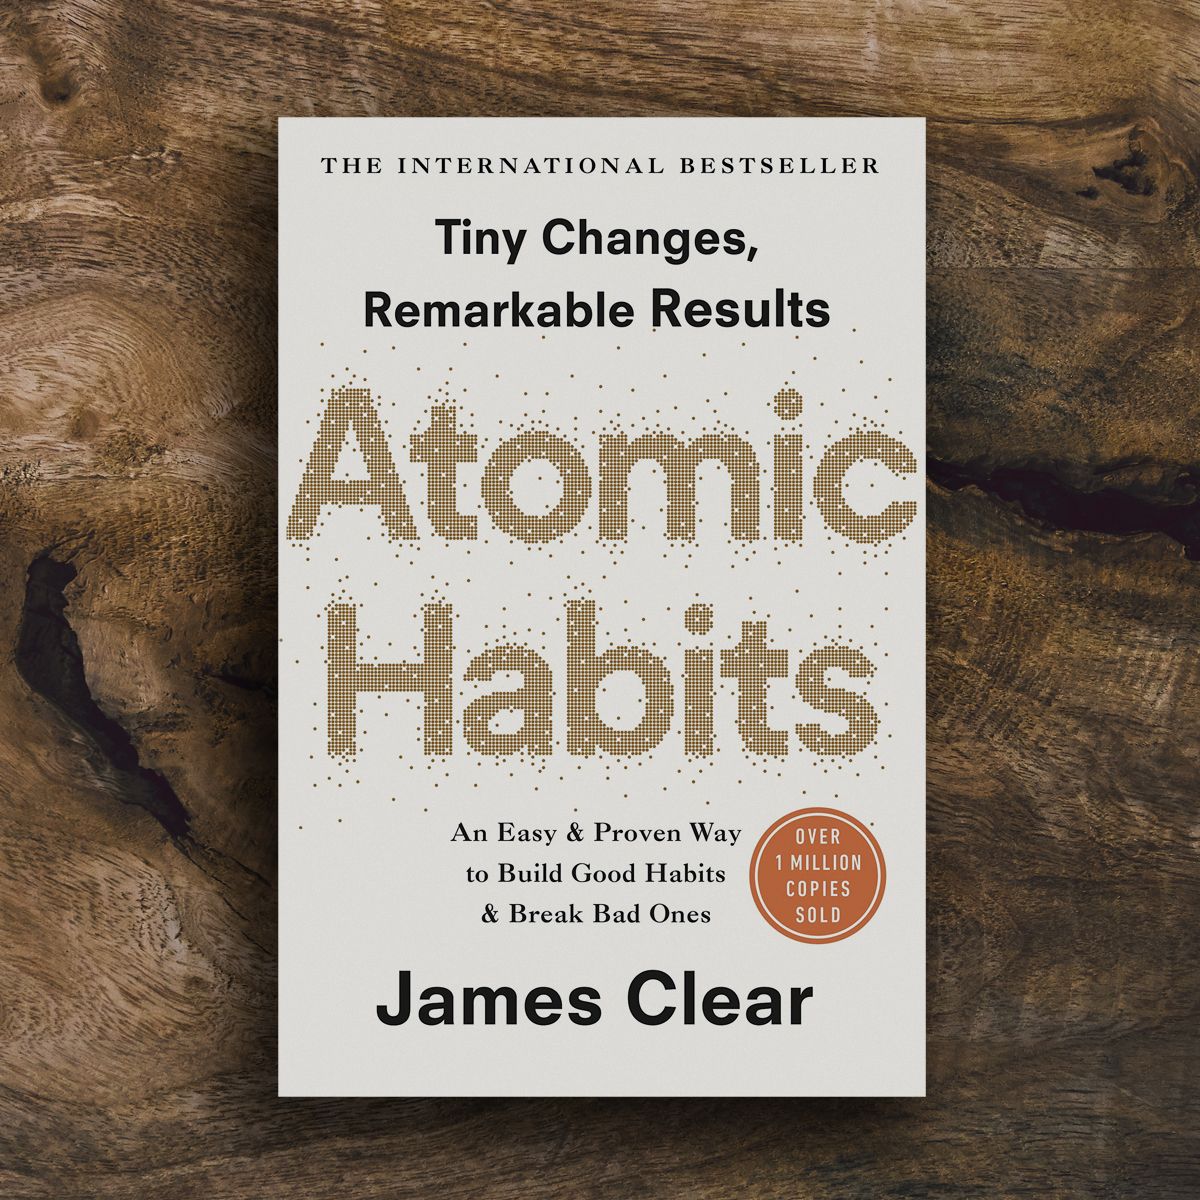 THE INTERNATIONAL BESTSELLER
Tiny Changes,
Remarkable Results
Atomic
Habits
An Easy & Proven Way
to Build Good Habits
& Break Bad Ones
OVER
1 MILLION
COPIES
SOLD
James Clear